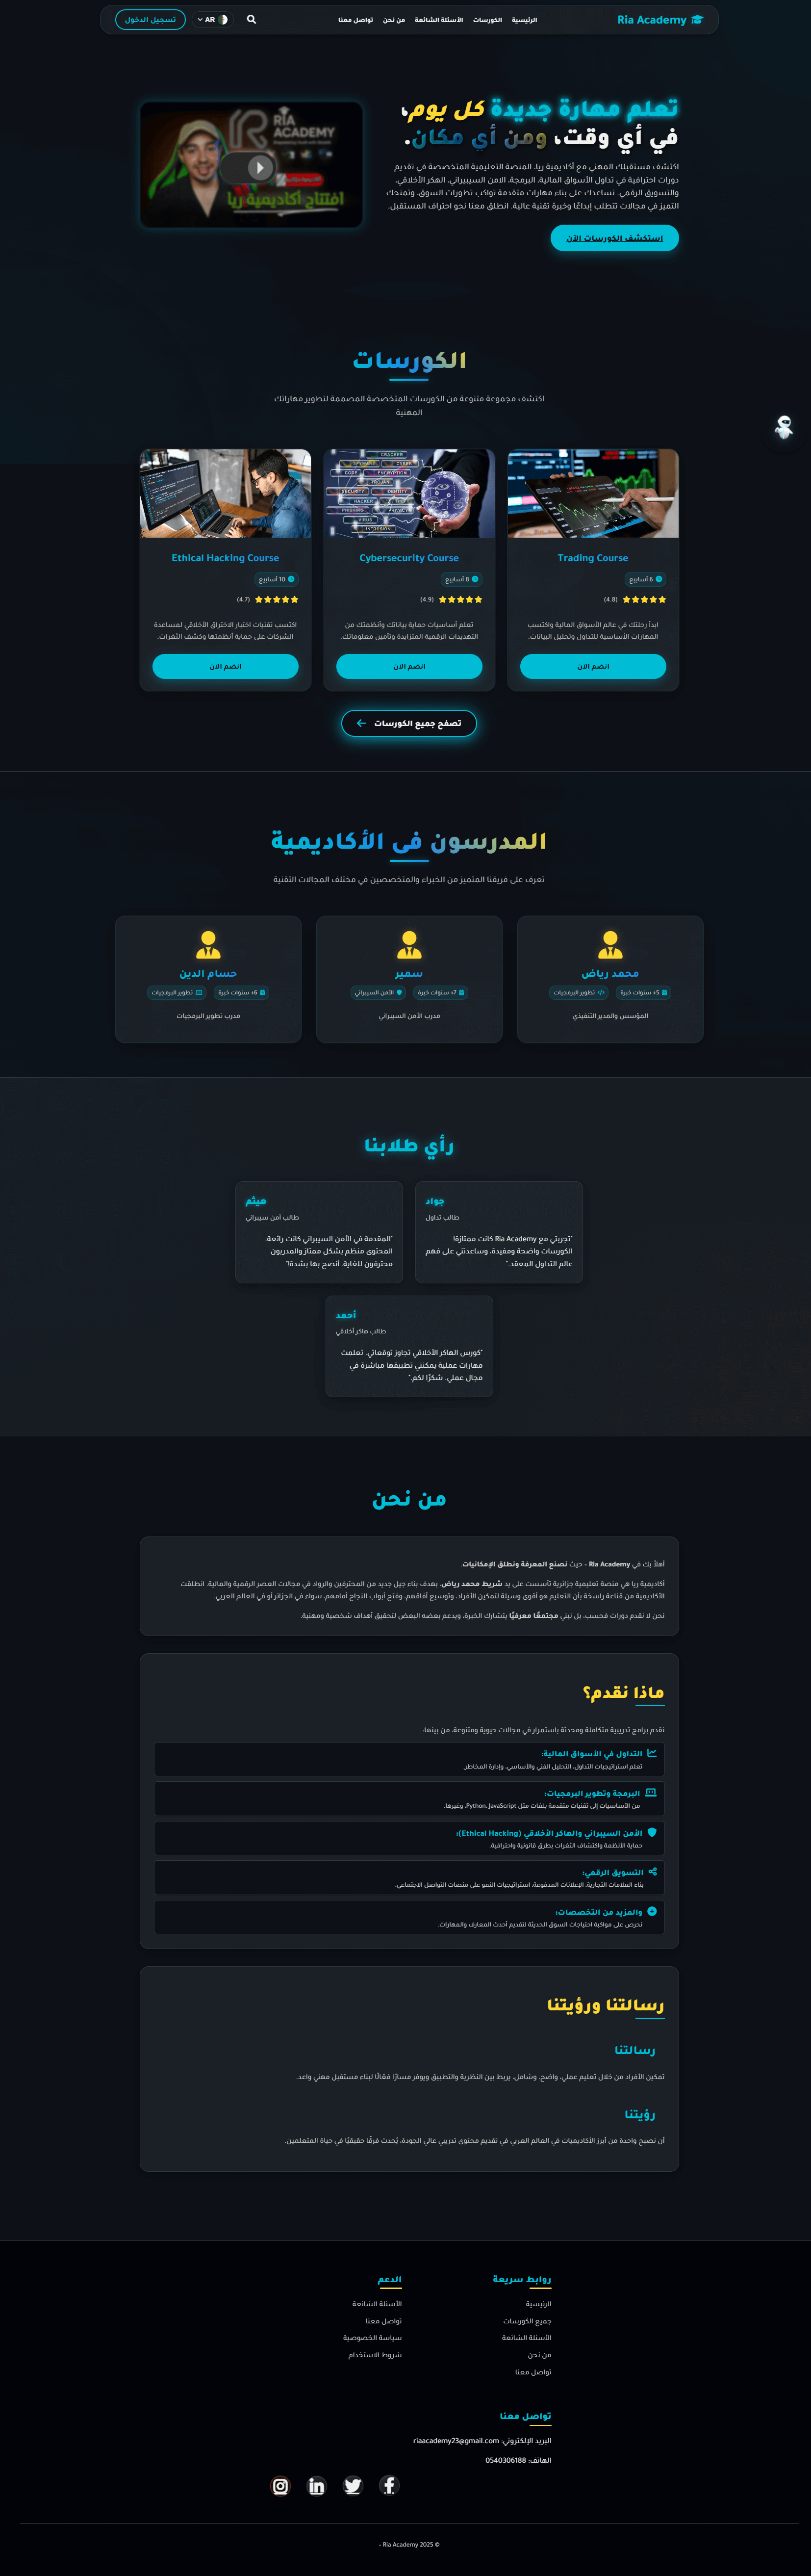 Ria Academy
الرئيسية
الكورسات
الأسئلة الشائعة
من نحن
تواصل معنا
AR
تسجيل الدخول
تعلم مهارة جديدة كل يوم،
في أي وقت، ومن أي مكان.
اكتشف مستقبلك المهني مع أكاديمية ريا، المنصة التعليمية المتخصصة في تقديم
دورات احترافية في تداول الأسواق المالية، البرمجة، الامن السيبيراني، الهكر الأخلاقي،
والتسويق الرقمي. نساعدك على بناء مهارات متقدمة تواكب تطورات السوق، وتمنحك
التميز في مجالات تتطلب إبداعًا وخبرة تقنية عالية. انطلق معنا نحو احتراف المستقبل.
استكشف الكورسات الآن
RIA
ACADEMY
افتتاح أكاديمية ريا
الكورسات
اكتشف مجموعة متنوعة من الكورسات المتخصصة المصممة لتطوير مهاراتك
المهنية
Trading Course
6 أسابيع
(4.8)
ابدأ رحلتك في عالم الأسواق المالية واكتسب
المهارات الأساسية للتداول وتحليل البيانات.
انضم الآن
CRACKER
CYBER
CODE
ENCRYPTION
TROJAN
SECURITY
IDENTITY
HACKER
PHISHING
PRIVACY
VIRUS
INTRUSION
Cybersecurity Course
8 أسابيع
(4.9)
تعلم أساسيات حماية بياناتك وأنظمتك من
التهديدات الرقمية المتزايدة وتأمين معلوماتك.
انضم الآن
Ethical Hacking Course
10 أسابيع
(4.7)
اكتسب تقنيات اختبار الاختراق الأخلاقي لمساعدة
الشركات على حماية أنظمتها وكشف الثغرات.
انضم الآن
تصفح جميع الكورسات
المدرسون في الأكاديمية
تعرف على فريقنا المتميز من الخبراء والمتخصصين في مختلف المجالات التقنية
محمد رياض
5+ سنوات خبرة
تطوير البرمجيات
المؤسس والمدير التنفيذي
سمير
7+ سنوات خبرة
الأمن السيبراني
مدرب الأمن السيبراني
حسام الدين
6+ سنوات خبرة
تطوير البرمجيات
مدرب تطوير البرمجيات
رأي طلابنا
جواد
طالب تداول
"تجربتي مع Ria Academy كانت ممتازة!
الكورسات واضحة ومفيدة، وساعدتني على فهم
عالم التداول المعقد."
هيثم
طالب أمن سيبراني
"المقدمة في الأمن السيبراني كانت رائعة.
المحتوى منظم بشكل ممتاز والمدربون
محترفون للغاية. أنصح بها بشدة!"
أحمد
طالب هاكر أخلاقي
"كورس الهاكر الأخلاقي تجاوز توقعاتي. تعلمت
مهارات عملية يمكنني تطبيقها مباشرة في
مجال عملي. شكرًا لكم."
من نحن
أهلاً بك في Ria Academy – حيث نصنع المعرفة ونطلق الإمكانيات.
أكاديمية ريا هي منصة تعليمية جزائرية تأسست على يد شريط محمد رياض، بهدف بناء جيل جديد من المحترفين والرواد في مجالات العصر الرقمية والمالية. انطلقت
الأكاديمية من قناعة راسخة بأن التعليم هو أقوى وسيلة لتمكين الأفراد، وتوسيع آفاقهم، وفتح أبواب النجاح أمامهم، سواء في الجزائر أو في العالم العربي.
نحن لا نقدم دورات فحسب، بل نبني مجتمعًا معرفيًا يتشارك الخبرة، ويدعم بعضه البعض لتحقيق أهداف شخصية ومهنية.
ماذا نقدم؟
نقدم برامج تدريبية متكاملة ومحدثة باستمرار في مجالات حيوية ومتنوعة، من بينها:
التداول في الأسواق المالية:
تعلم استراتيجيات التداول، التحليل الفني والأساسي، وإدارة المخاطر.
البرمجة وتطوير البرمجيات:
من الأساسيات إلى تقنيات متقدمة بلغات مثل Python، JavaScript، وغيرها.
الأمن السيبراني والهاكر الأخلاقي (Ethical Hacking):
حماية الأنظمة واكتشاف الثغرات بطرق قانونية واحترافية.
التسويق الرقمي:
بناء العلامات التجارية، الإعلانات المدفوعة، استراتيجيات النمو على منصات التواصل الاجتماعي.
والمزيد من التخصصات:
نحرص على مواكبة احتياجات السوق الحديثة لتقديم أحدث المعارف والمهارات.
رسالتنا ورؤيتنا
رسالتنا
تمكين الأفراد من خلال تعليم عملي، واضح، وشامل، يربط بين النظرية والتطبيق ويوفر مسارًا فعّالًا لبناء مستقبل مهني واعد.
رؤيتنا
أن نصبح واحدة من أبرز الأكاديميات في العالم العربي في تقديم محتوى تدريبي عالي الجودة، يُحدث فرقًا حقيقيًا في حياة المتعلمين.
روابط سريعة
الرئيسية
جميع الكورسات
الأسئلة الشائعة
من نحن
تواصل معنا
الدعم
الأسئلة الشائعة
تواصل معنا
سياسة الخصوصية
شروط الاستخدام
تواصل معنا
البريد الإلكتروني: riaacademy23@gmail.com
الهاتف: 0540306188
© 2025 Ria Academy -